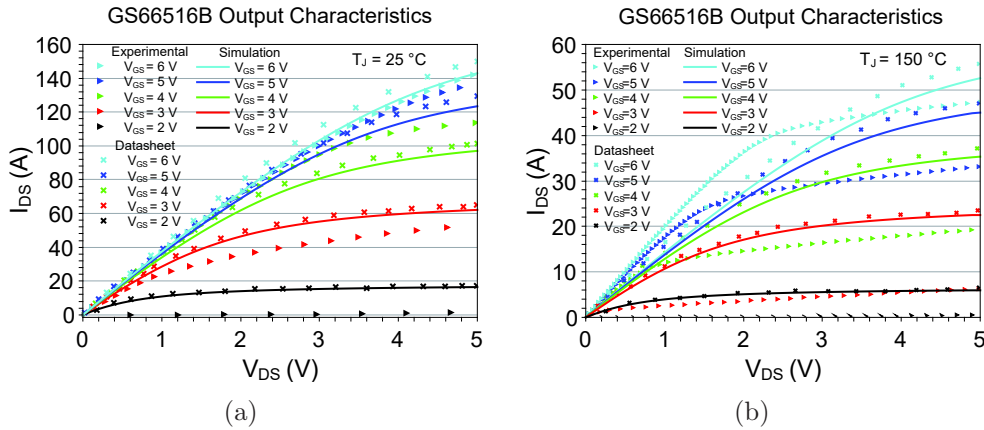 GS66516B Output Characteristics
160
140
120
100
80
60
40
20
0
I_DS (A)
Experimental
V_GS = 6 V
V_GS = 5 V
V_GS = 4 V
V_GS = 3 V
V_GS = 2 V
Simulation
V_GS = 6 V
V_GS = 5 V
V_GS = 4 V
V_GS = 3 V
V_GS = 2 V
T_J = 25 °C
Datasheet
V_GS = 6 V
V_GS = 5 V
V_GS = 4 V
V_GS = 3 V
V_GS = 2 V
0 1 2 3 4 5
V_DS (V)
(a)
GS66516B Output Characteristics
60
50
40
30
20
10
0
I_DS (A)
Experimental
V_GS=6 V
V_GS=5 V
V_GS=4 V
V_GS=3 V
V_GS=2 V
Simulation
V_GS=6 V
V_GS=5 V
V_GS=4 V
V_GS=3 V
V_GS=2 V
T_J = 150 °C
Datasheet
V_GS=6 V
V_GS=5 V
V_GS=4 V
V_GS=3 V
V_GS=2 V
0 1 2 3 4 5
V_DS (V)
(b)